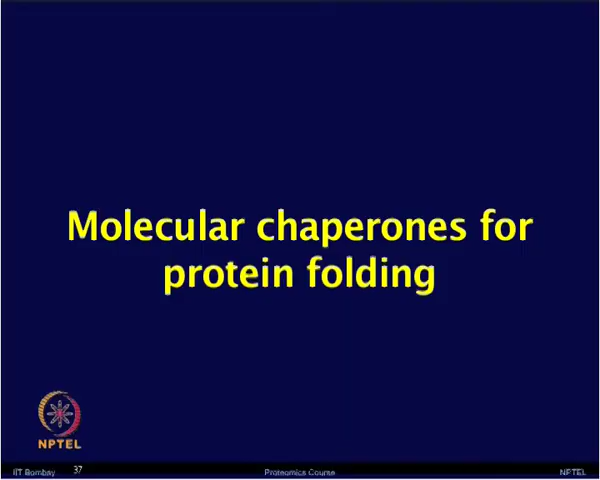 Molecular chaperones for
protein folding
NPTEL
IIT Bombay 37 Proteomics Course NPTEL